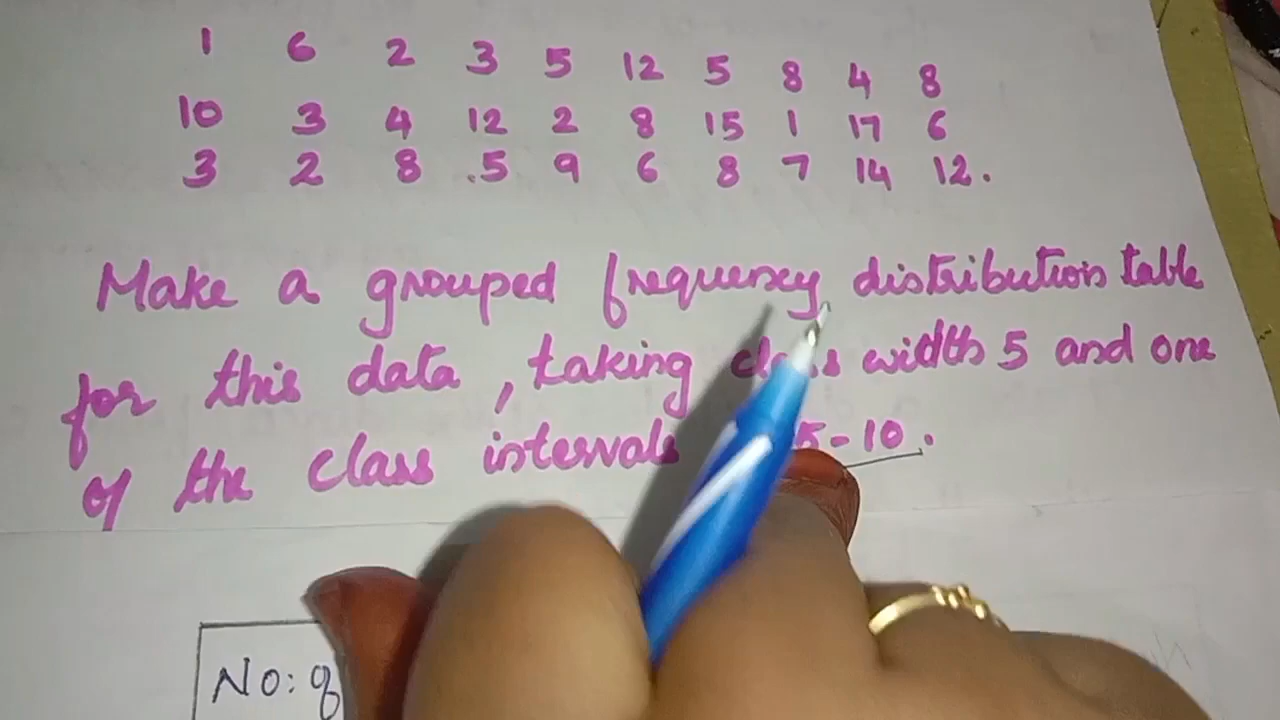 1 6 2 3 5 12 5 8 4 8
10 3 4 12 2 8 15 1 17 6
3 2 8 .5 9 6 8 7 14 12.
Make a grouped frequency distribution table
for this data, taking width 5 and one
of the class intervals 5-10.
No: